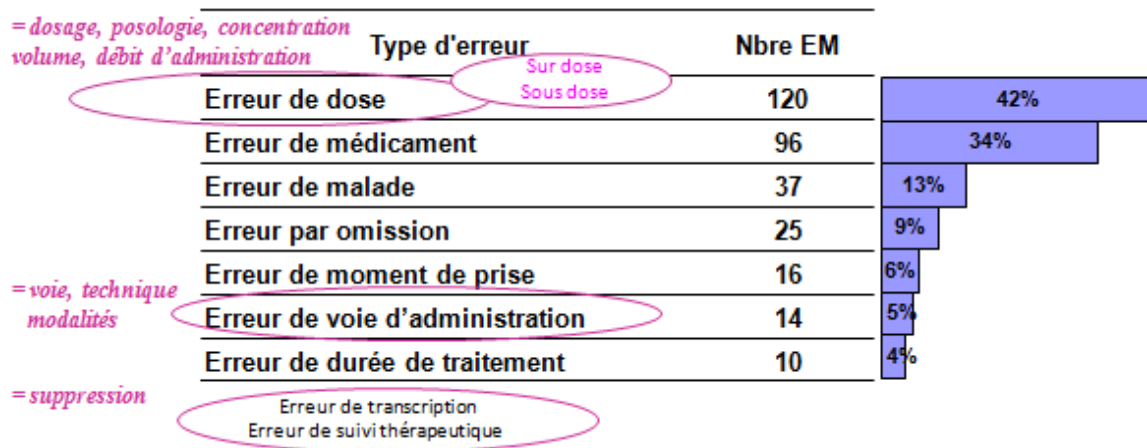 = dosage, posologie, concentration
volume, débit d’administration
Type d'erreur Nbre EM
Sur dose
Sous dose
Erreur de dose 120 42%
Erreur de médicament 96 34%
Erreur de malade 37 13%
Erreur par omission 25 9%
Erreur de moment de prise 16 6%
= voie, technique
modalités
Erreur de voie d’administration 14 5%
Erreur de durée de traitement 10 4%
= suppression
Erreur de transcription
Erreur de suivi thérapeutique